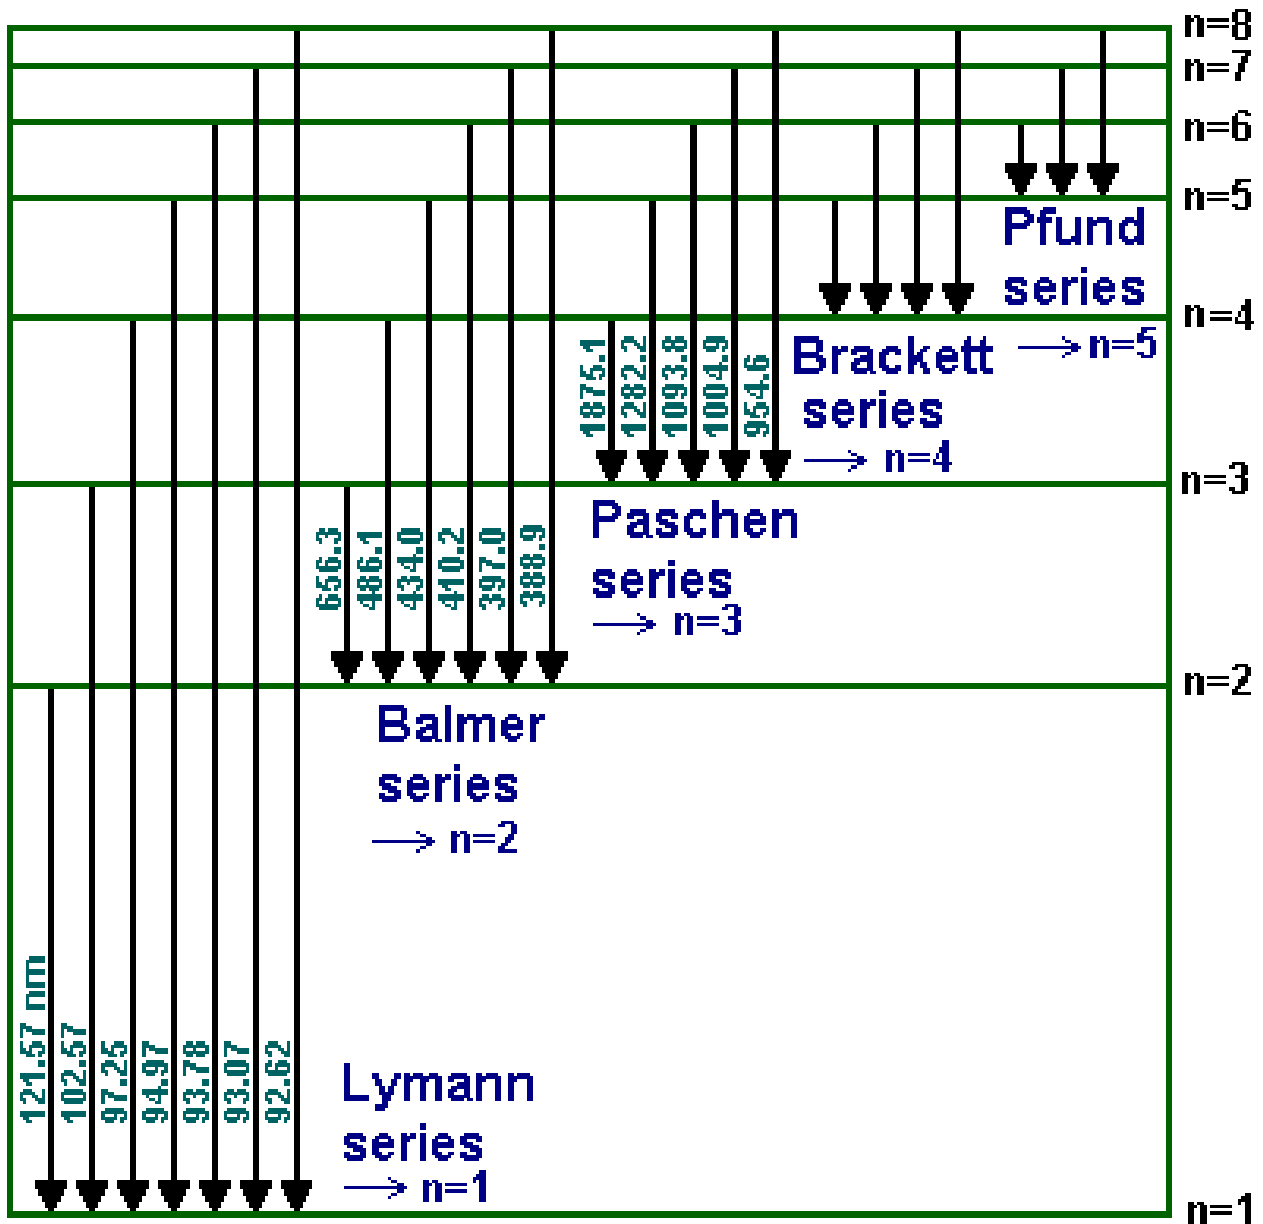 n=8
n=7
n=6
n=5
Pfund
series
n=4
→ n=5
1875.1
1282.2
1093.8
1004.9
954.6
Brackett
series
→ n=4
n=3
656.3
486.1
434.0
410.2
397.0
388.9
Paschen
series
→ n=3
n=2
Balmer
series
→ n=2
121.57 nm
102.57
97.25
94.97
93.78
93.07
92.62
Lymann
series
→ n=1
n=1